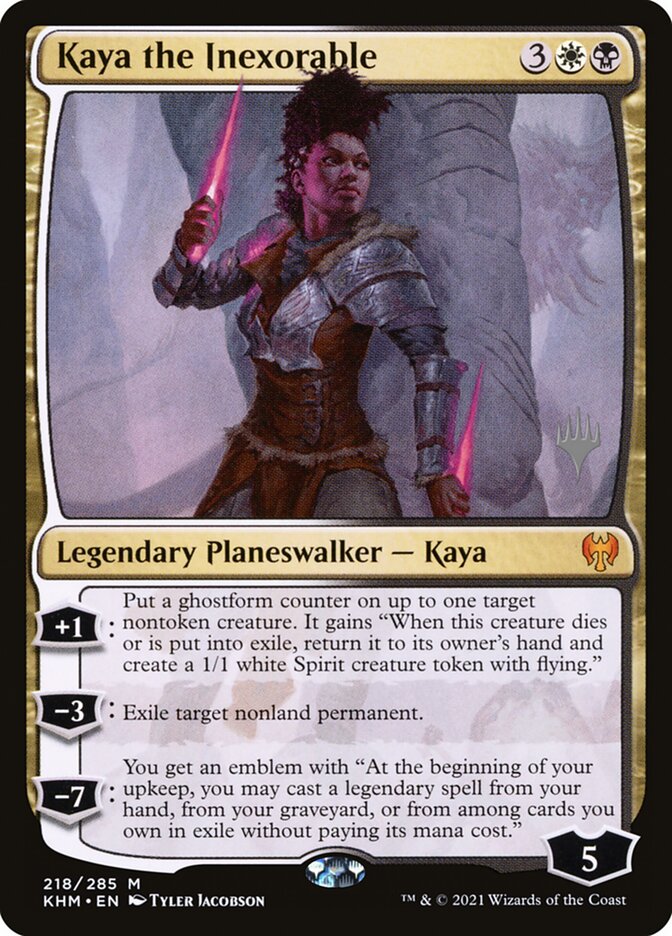 Kaya the Inexorable 3
Legendary Planeswalker — Kaya
+1: Put a ghostform counter on up to one target
nontoken creature. It gains “When this creature dies
or is put into exile, return it to its owner’s hand and
create a 1/1 white Spirit creature token with flying.”
−3: Exile target nonland permanent.
−7: You get an emblem with “At the beginning of your
upkeep, you may cast a legendary spell from your
hand, from your graveyard, or from among cards you
own in exile without paying its mana cost.”
5
218/285 M
KHM • EN Tyler Jacobson
™ & © 2021 Wizards of the Coast